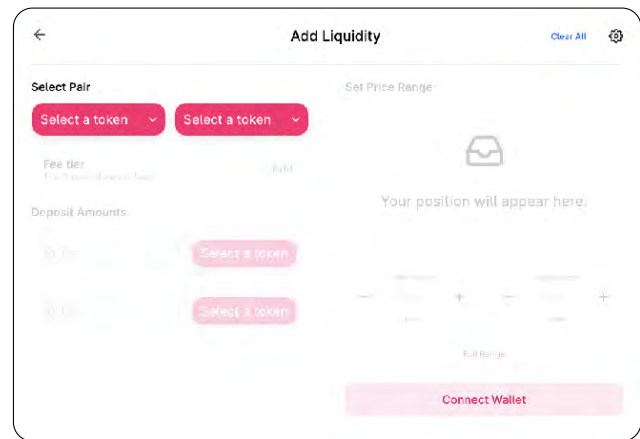 Add Liquidity
Clear All
Select Pair
Select a token
Select a token
Fee tier
Edit
Deposit Amounts
Select a token
Select a token
Set Price Range
Your position will appear here.
Full Range
Connect Wallet